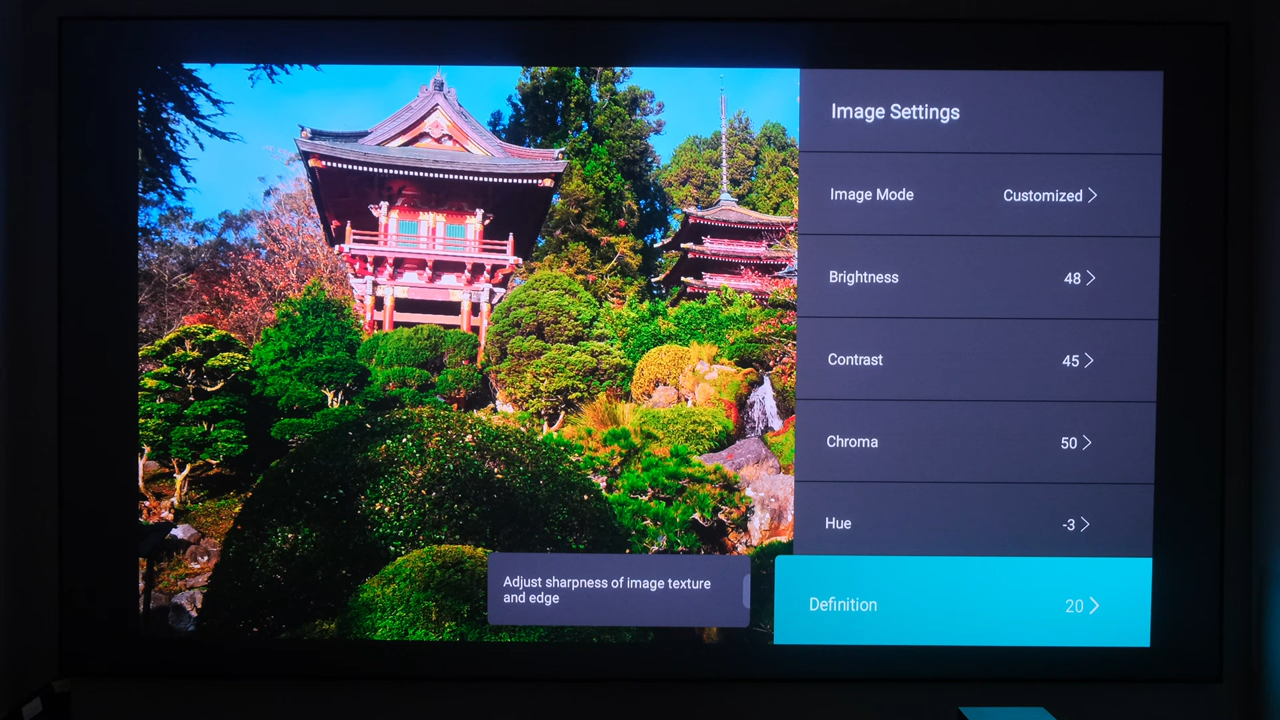 Image Settings
Image Mode Customized
Brightness 48
Contrast 45
Chroma 50
Hue -3
Definition 20
Adjust sharpness of image texture
and edge